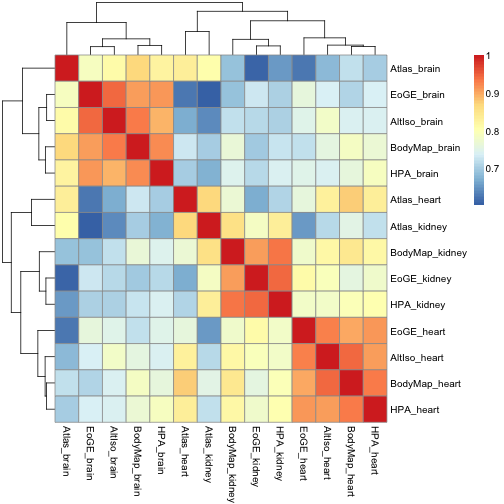 1
0.9
0.8
0.7
Atlas_brain
EoGE_brain
AltIso_brain
BodyMap_brain
HPA_brain
Atlas_heart
Atlas_kidney
BodyMap_kidney
EoGE_kidney
HPA_kidney
EoGE_heart
AltIso_heart
BodyMap_heart
HPA_heart
Atlas_brain
EoGE_brain
AltIso_brain
BodyMap_brain
HPA_brain
Atlas_heart
Atlas_kidney
BodyMap_kidney
EoGE_kidney
HPA_kidney
EoGE_heart
AltIso_heart
BodyMap_heart
HPA_heart